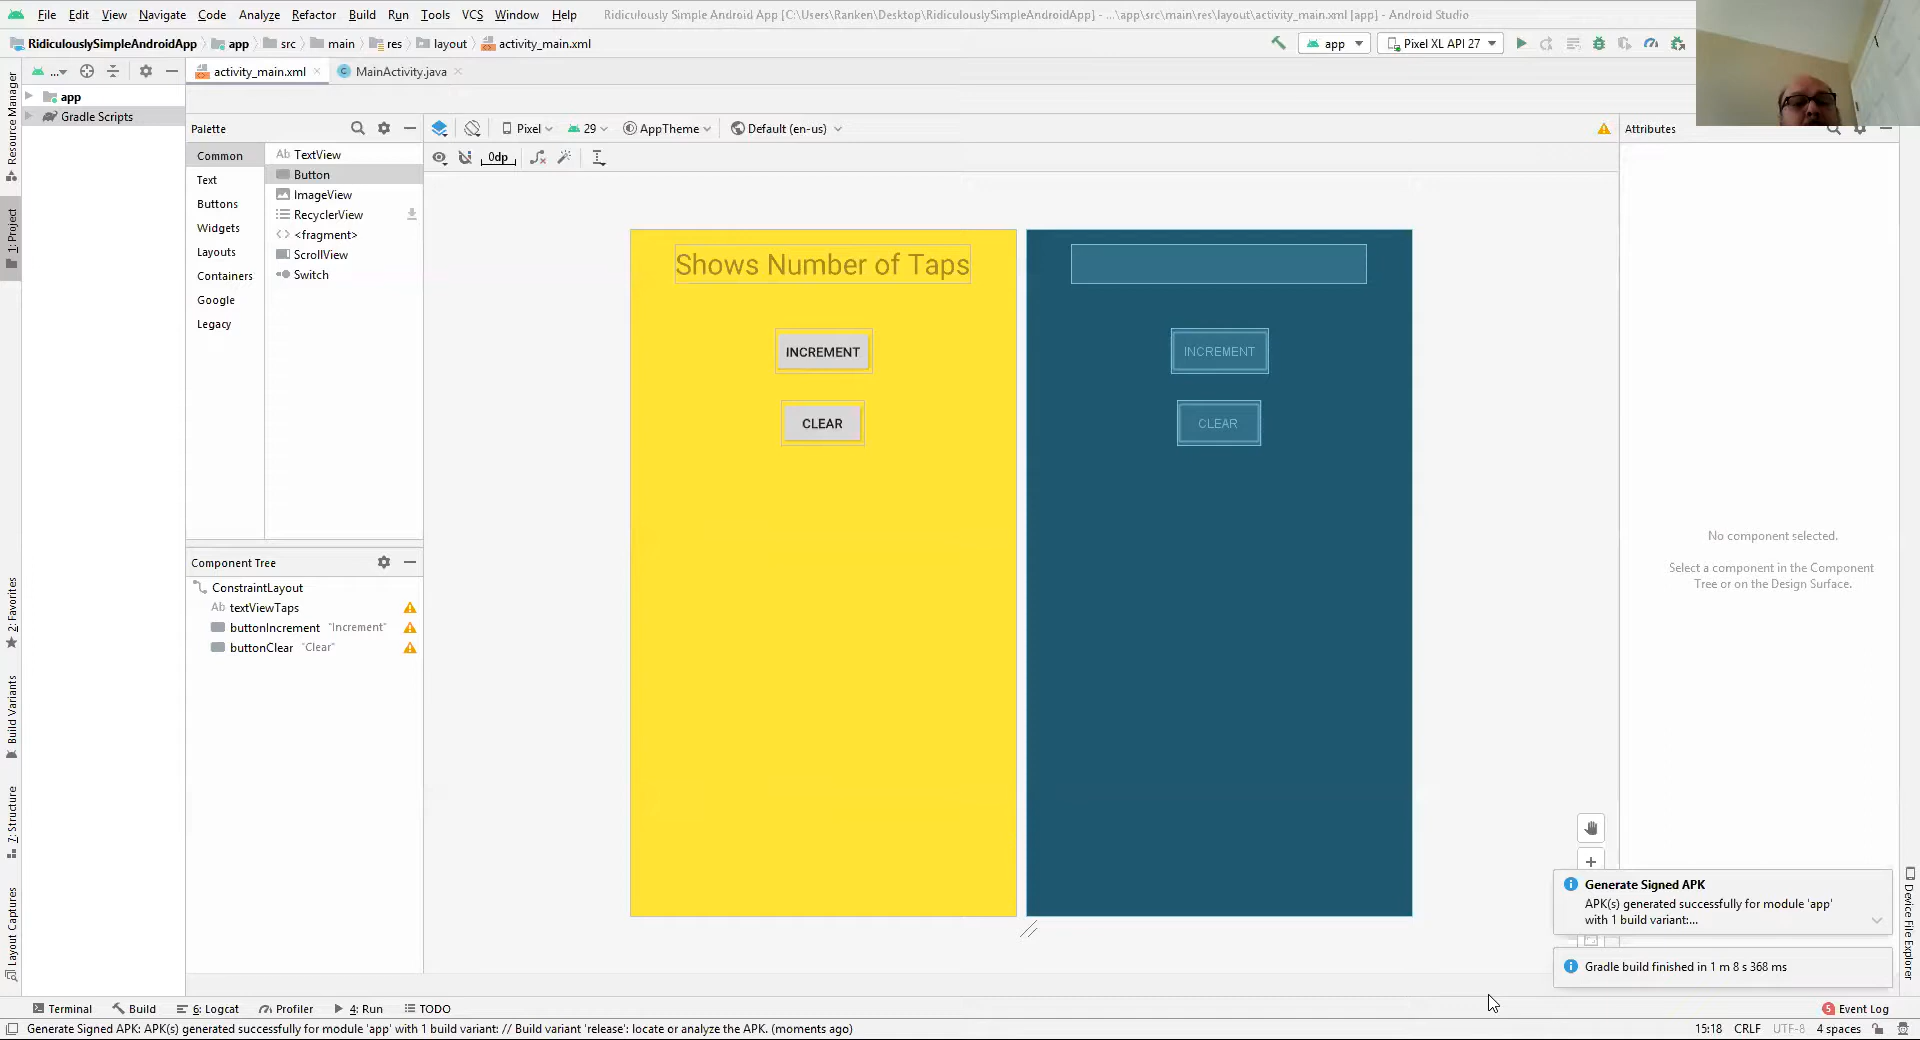 File Edit View Navigate Code Analyze Refactor Build Run Tools VCS Window Help Ridiculously Simple Android App [C:\Users\Ranken\Desktop\RidiculouslySimpleAndroidApp] - ...\app\src\main\res\layout\activity_main.xml [app] - Android Studio
RidiculouslySimpleAndroidApp app src main res layout activity_main.xml app Pixel XL API 27
... activity_main.xml MainActivity.java
app
Gradle Scripts
Resource Manager
1: Project
2: Favorites
Build Variants
7: Structure
Layout Captures
Palette
Common
Text
Buttons
Widgets
Layouts
Containers
Google
Legacy
Ab TextView
Button
ImageView
RecyclerView
<> <fragment>
ScrollView
Switch
Pixel 29 AppTheme Default (en-us)
0dp
Attributes
Shows Number of Taps
INCREMENT
CLEAR
INCREMENT
CLEAR
Component Tree
ConstraintLayout
Ab textViewTaps
buttonIncrement "Increment"
buttonClear "Clear"
No component selected.
Select a component in the Component
Tree or on the Design Surface.
Generate Signed APK
APK(s) generated successfully for module 'app'
with 1 build variant:...
Gradle build finished in 1 m 8 s 368 ms
Device File Explorer
Terminal Build 6: Logcat Profiler 4: Run TODO 5 Event Log
Generate Signed APK: APK(s) generated successfully for module 'app' with 1 build variant: // Build variant 'release': locate or analyze the APK. (moments ago) 15:18 CRLF UTF-8 4 spaces